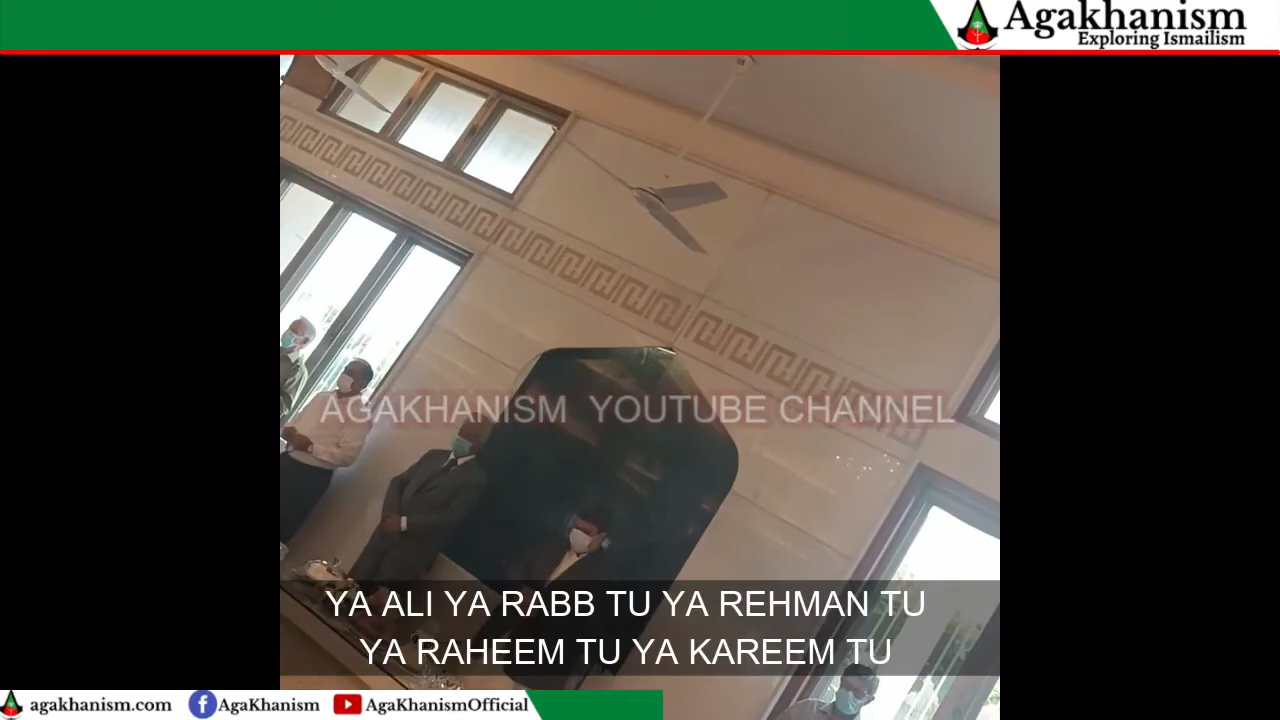 Agakhanism
Exploring Ismailism
AGAKHANISM YOUTUBE CHANNEL
YA ALI YA RABB TU YA REHMAN TU
YA RAHEEM TU YA KAREEM TU
agakhanism.com AgaKhanism AgaKhanismOfficial